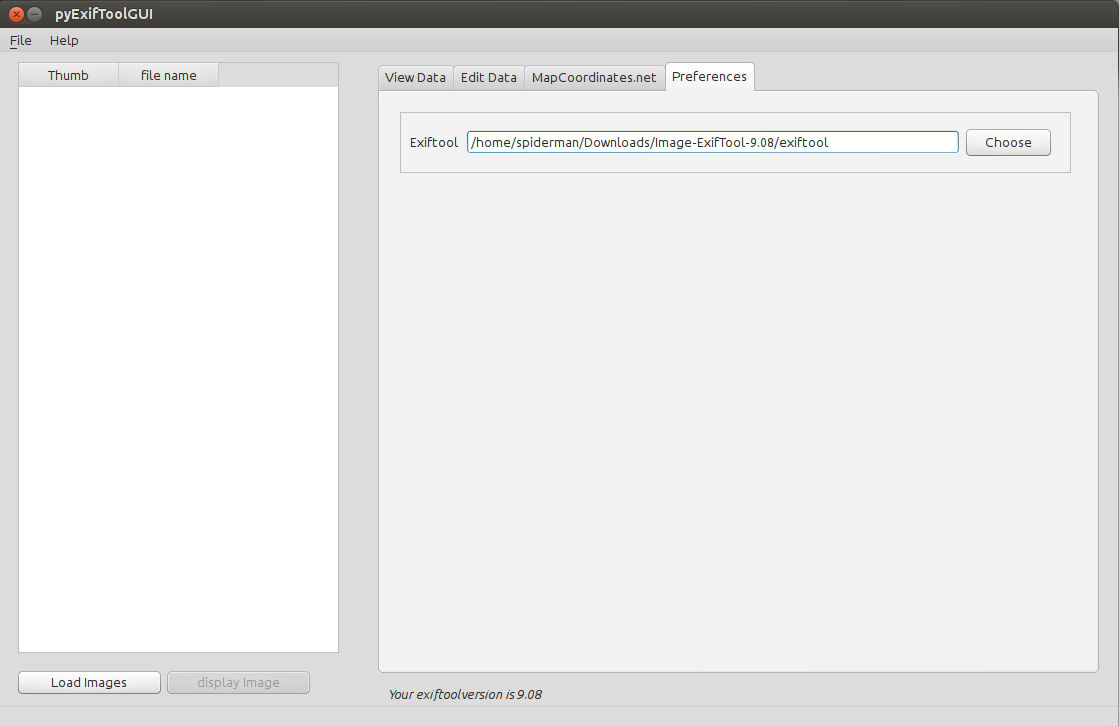 pyExifToolGUI
File Help
Thumb file name
View Data Edit Data MapCoordinates.net Preferences
Exiftool /home/spiderman/Downloads/Image-ExifTool-9.08/exiftool Choose
Load Images display Image
Your exiftoolversion is 9.08